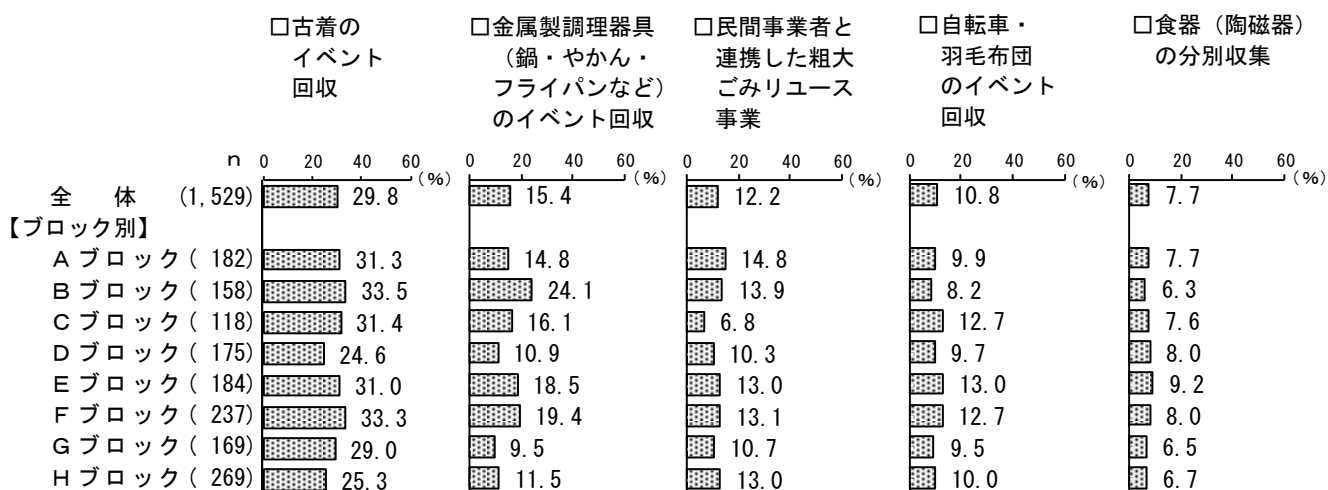 □古着の
イベント
回収
□金属製調理器具
（鍋・やかん・
フライパンなど）
のイベント回収
□民間事業者と
連携した粗大
ごみリユース
事業
□自転車・
羽毛布団
のイベント
回収
□食器（陶磁器）
の分別収集
n 0 20 40 60 (%) 0 20 40 60 (%) 0 20 40 60 (%) 0 20 40 60 (%) 0 20 40 60 (%)
全　体 (1,529) 29.8 15.4 12.2 10.8 7.7
【ブロック別】
Aブロック( 182) 31.3 14.8 14.8 9.9 7.7
Bブロック( 158) 33.5 24.1 13.9 8.2 6.3
Cブロック( 118) 31.4 16.1 6.8 12.7 7.6
Dブロック( 175) 24.6 10.9 10.3 9.7 8.0
Eブロック( 184) 31.0 18.5 13.0 13.0 9.2
Fブロック( 237) 33.3 19.4 13.1 12.7 8.0
Gブロック( 169) 29.0 9.5 10.7 9.5 6.5
Hブロック( 269) 25.3 11.5 13.0 10.0 6.7